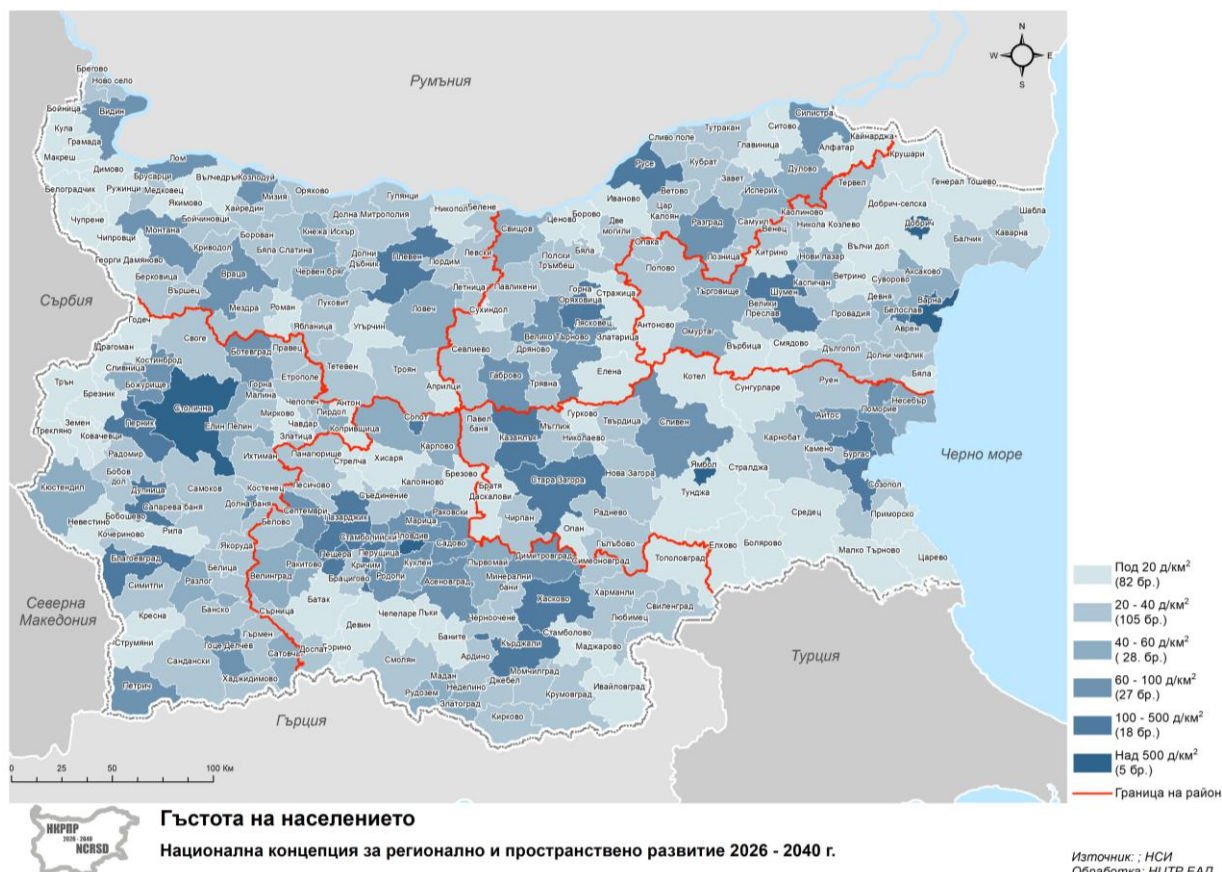 N
W E
S
Румъния
Сърбия
Северна
Македония
Гърция
Турция
Черно море
Брегово
Ново село
Бойница
Видин
Кула
Грамада
Макреш
Димово
Белоградчик
Ружинци
Чупрене
Чипровци
Лом
Брусарци
Медковец
Якимово
Вълчедръм
Козлодуй
Хайредин
Мизия
Оряхово
Монтана
Бойчиновци
Криводол
Борован
Бяла Слатина
Кнежа
Искър
Долна Митрополия
Гулянци
Никопол
Белене
Георги Дамяново
Берковица
Вършец
Враца
Мездра
Роман
Червен бряг
Долни
Дъбник
Плевен
Пордим
Левски
Свищов
Летница
Павликени
Луковит
Ябланица
Угърчин
Ловеч
Тетевен
Троян
Априлци
Севлиево
Сухиндол
Полски
Тръмбеш
Бяла
Ценово
Борово
Две
могили
Иваново
Русе
Сливо поле
Тутракан
Главиница
Ситово
Силистра
Кайнарджа
Алфатар
Дулово
Кубрат
Завет
Исперих
Ветово
Цар
Калоян
Разград
Самуил
Лозница
Опака
Попово
Търговище
Антоново
Омуртаг
Горна
Оряховица
Лясковец
Стражица
Златарица
Велико Търново
Дряново
Габрово
Трявна
Елена
Крушари
Тервел
Генерал Тошево
Добрич-селска
Добрич
Шабла
Каварна
Балчик
Каолиново
Венец
Никола Козлево
Хитрино
Нови пазар
Вълчи дол
Каспичан
Шумен
Велики
Преслав
Ветрино
Суворово
Аксаково
Девня
Варна
Белослав
Провадия
Аврен
Върбица
Смядово
Дългопол
Долни чифлик
Бяла
Годеч
Драгоман
Своге
Ботевград
Правец
Етрополе
Сливница
Костинброд
Божурище
Столична
Елин Пелин
Горна
Малина
Мирково
Челопеч
Чавдар
Златица
Пирдоп
Антон
Копривщица
Трън
Брезник
Земен
Трекляно
Ковачевци
Перник
Радомир
Ихтиман
Самоков
Костенец
Долна баня
Кюстендил
Бобов
дол
Дупница
Сапарева баня
Бобошево
Невестино
Кочериново
Рила
Благоевград
Симитли
Разлог
Белица
Якоруда
Банско
Кресна
Струмяни
Сандански
Петрич
Гоце Делчев
Гърмен
Сатовча
Хаджидимово
Панагюрище
Стрелча
Лесичово
Септември
Белово
Пазарджик
Пещера
Ракитово
Велинград
Сърница
Батак
Брацигово
Хисаря
Сопот
Карлово
Калояново
Съединение
Марица
Раковски
Брезово
Стамболийски
Пловдив
Перущица
Кричим
Родопи
Куклен
Садово
Асеновград
Първомай
Лъки
Девин
Чепеларе
Доспат
Борино
Смолян
Баните
Мадан
Рудозем
Неделино
Златоград
Ардино
Черноочене
Кърджали
Джебел
Момчилград
Кирково
Крумовград
Димитровград
Минерални
бани
Хасково
Стамболово
Маджарово
Ивайловград
Харманли
Любимец
Свиленград
Симеоновград
Тополовград
Павел
баня
Казанлък
Мъглиж
Гурково
Николаево
Братя
Даскалови
Чирпан
Стара Загора
Опан
Раднево
Гълъбово
Твърдица
Нова Загора
Сливен
Котел
Ямбол
Тунджа
Стралджа
Елхово
Болярово
Сунгурларе
Карнобат
Руен
Айтос
Поморие
Несебър
Камено
Бургас
Созопол
Средец
Приморско
Малко Търново
Царево
Под 20 д/км²
(82 бр.)
20 - 40 д/км²
(105 бр.)
40 - 60 д/км²
( 28. бр.)
60 - 100 д/км²
(27 бр.)
100 - 500 д/км²
(18 бр.)
Над 500 д/км²
(5 бр.)
Граница на район
0 25 50 100 Км
НКРПР
2026 - 2040
NCRSD
Гъстота на населението
Национална концепция за регионално и пространствено развитие 2026 - 2040 г.
Източник: ; НСИ
Обработка: НЦТР ЕАД